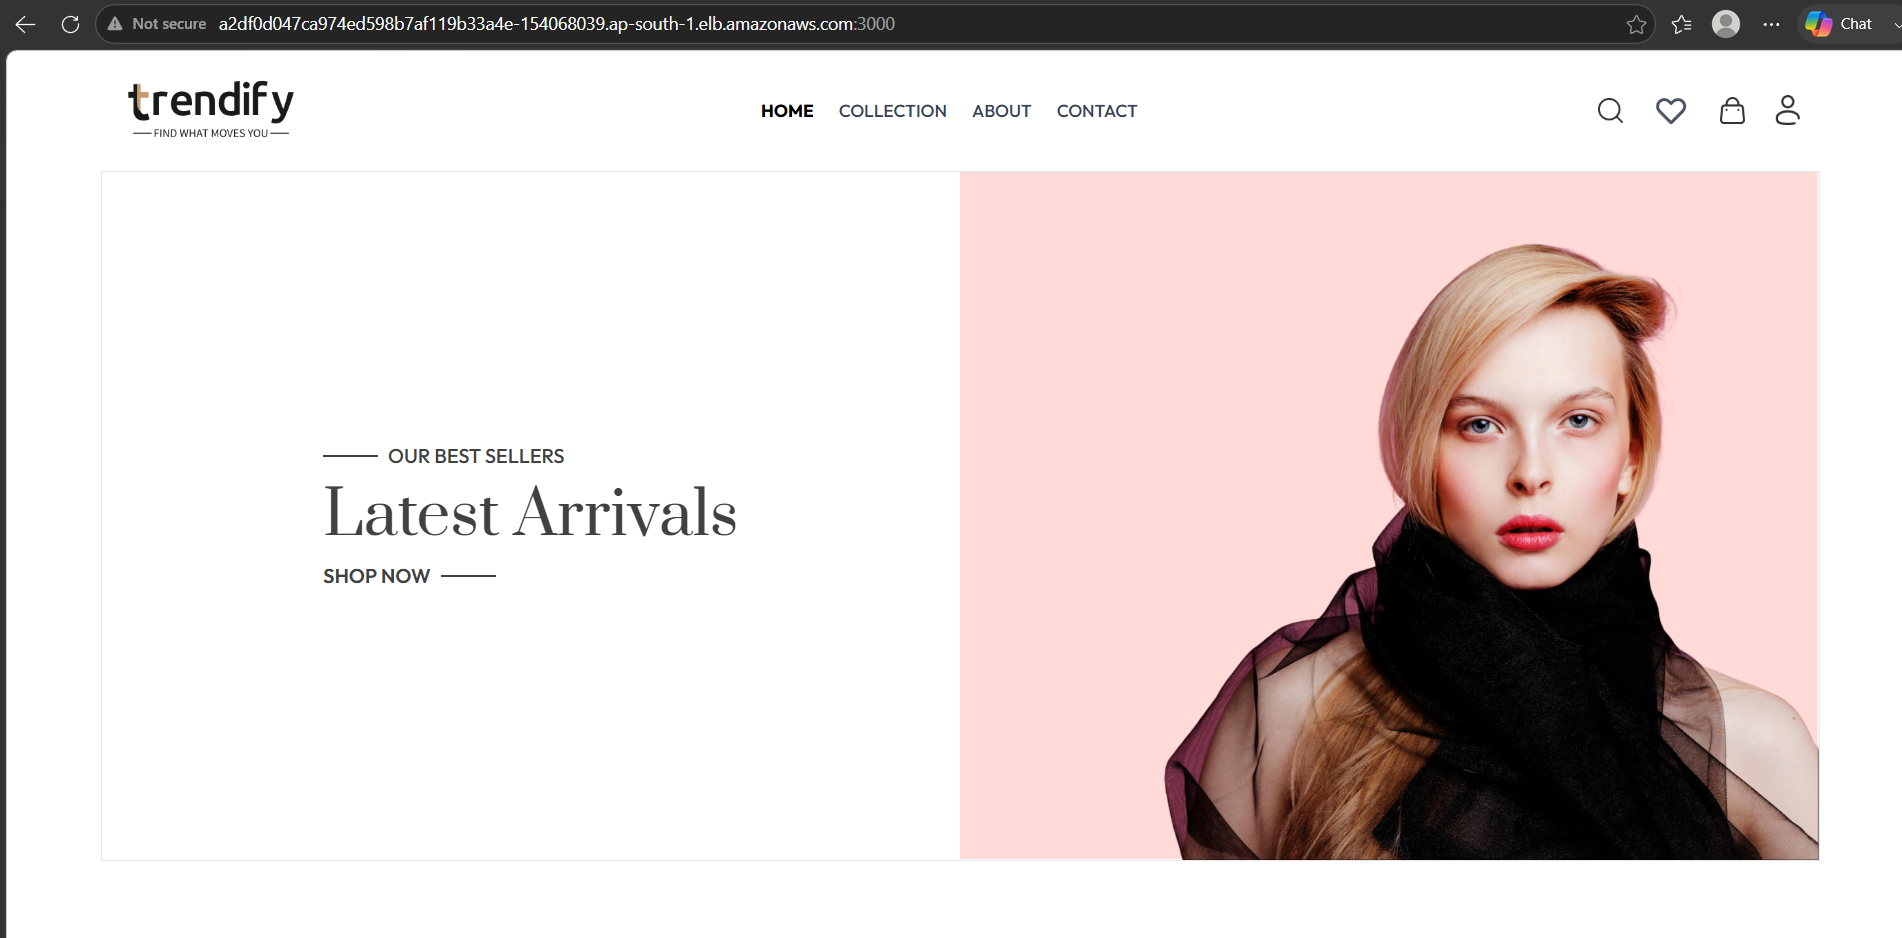 Not secure a2df0d047ca974ed598b7af119b33a4e-154068039.ap-south-1.elb.amazonaws.com:3000
Chat
trendify
FIND WHAT MOVES YOU
HOME COLLECTION ABOUT CONTACT
OUR BEST SELLERS
Latest Arrivals
SHOP NOW